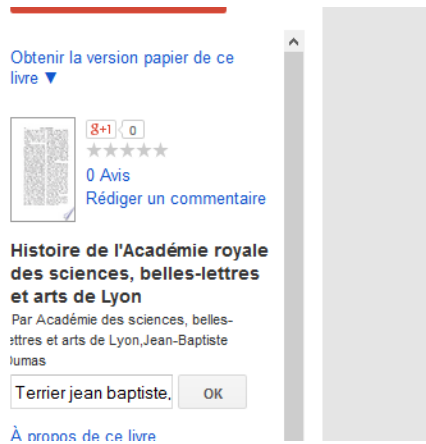 Obtenir la version papier de ce
livre ▼
g+1 0
0 Avis
Rédiger un commentaire
Histoire de l'Académie royale
des sciences, belles-lettres
et arts de Lyon
Par Académie des sciences, belles-
ettres et arts de Lyon,Jean-Baptiste
Dumas
Terrier jean baptiste, OK
À propos de ce livre